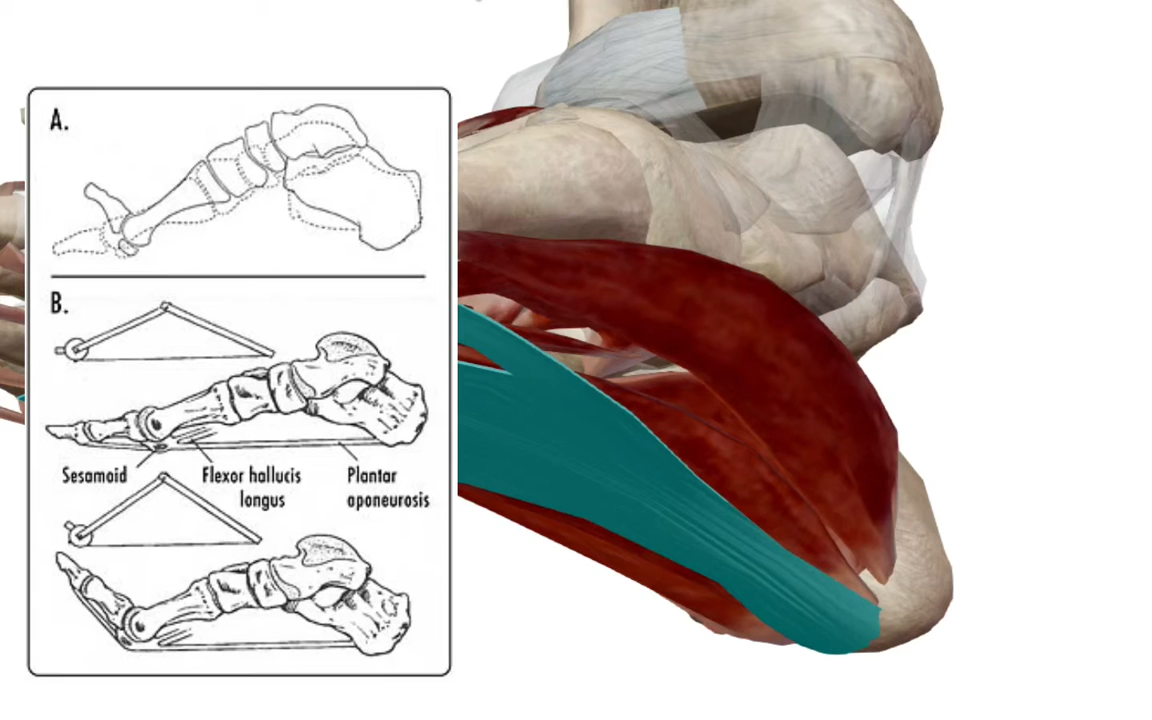 A.
B.
Sesamoid
Flexor hallucis
longus
Plantar
aponeurosis